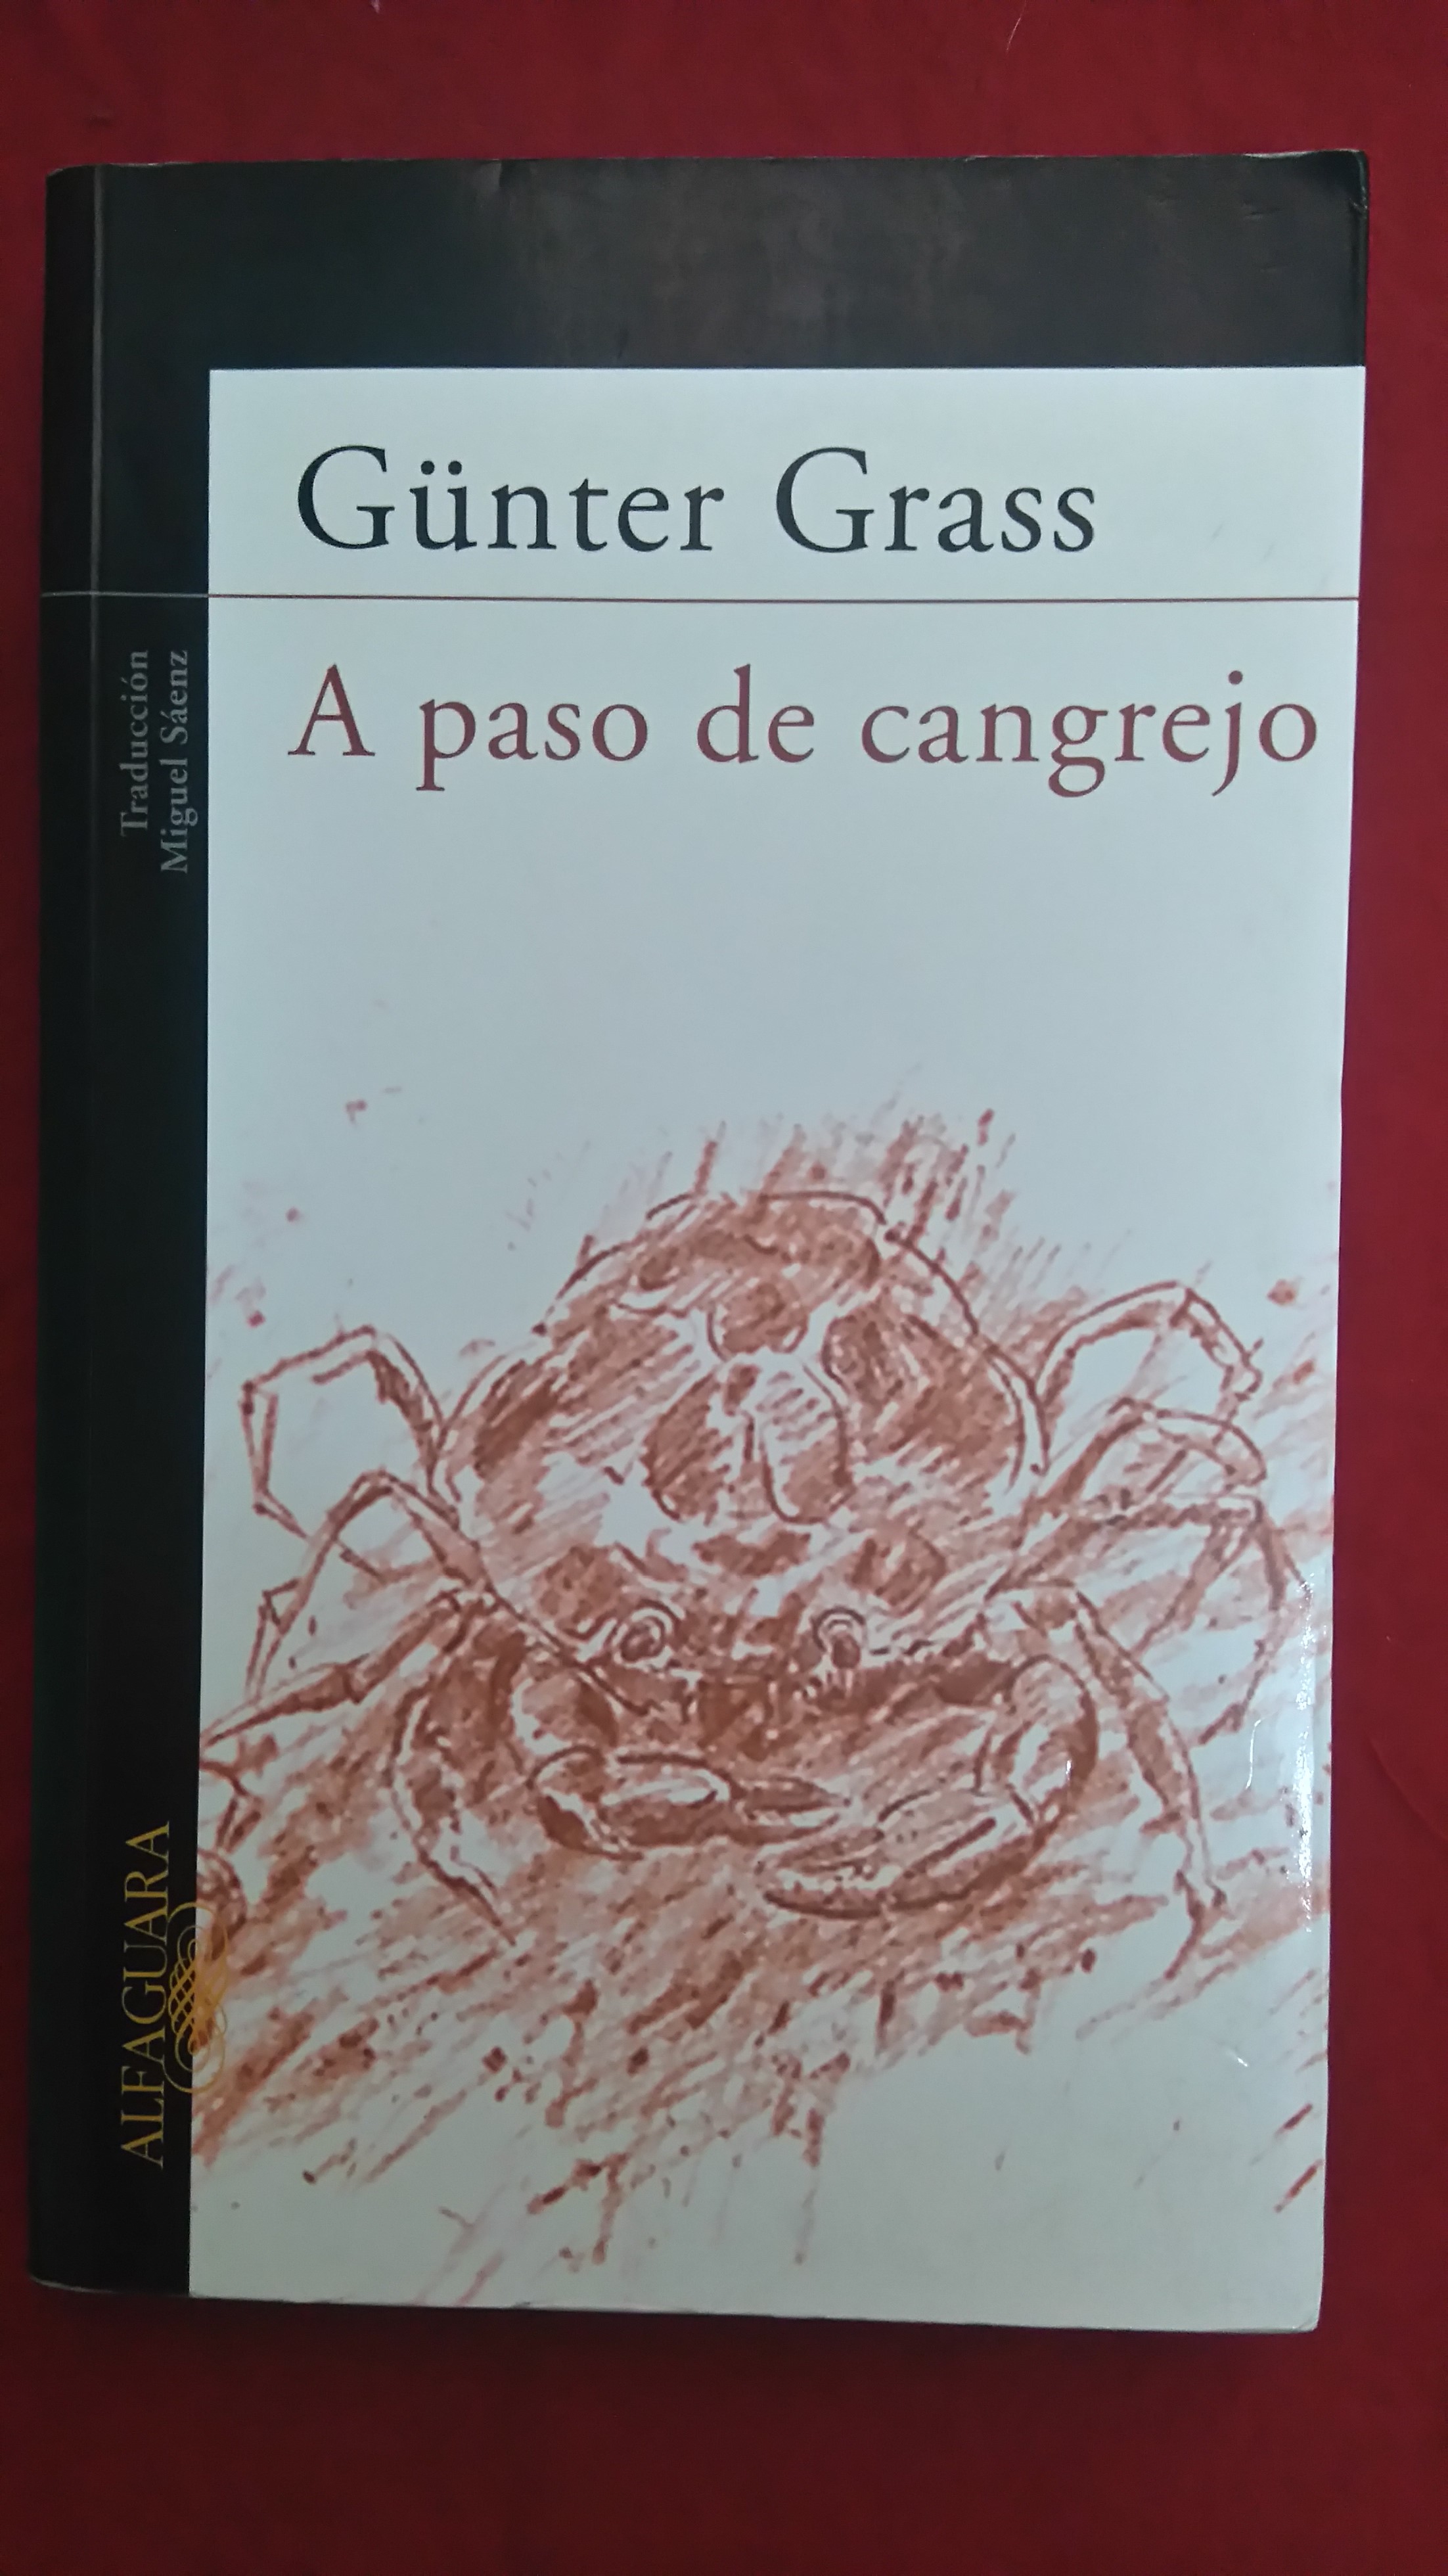 Günter Grass
A paso de cangrejo
Traducción
Miguel Sáenz
ALFAGUARA